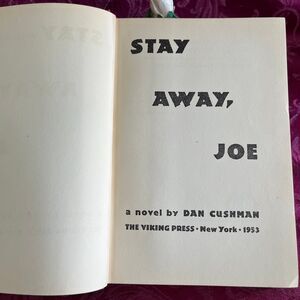 STAY
AWAY,
JOE
a novel by DAN CUSHMAN
THE VIKING PRESS • New York • 1953